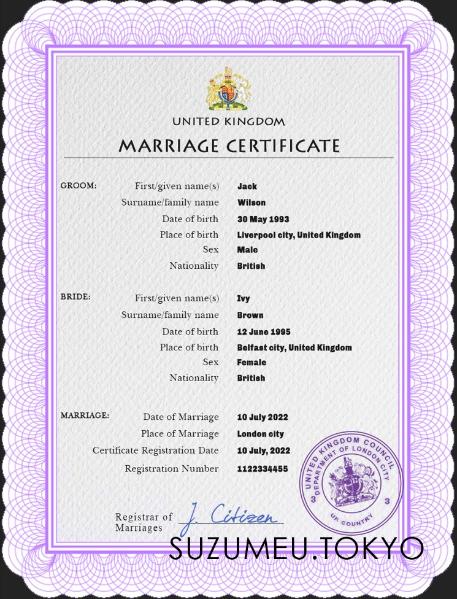 UNITED KINGDOM
MARRIAGE CERTIFICATE
GROOM: First/given name(s) Jack
Surname/family name Wilson
Date of birth 30 May 1993
Place of birth Liverpool city, United Kingdom
Sex Male
Nationality British
BRIDE: First/given name(s) Ivy
Surname/family name Brown
Date of birth 12 June 1995
Place of birth Belfast city, United Kingdom
Sex Female
Nationality British
MARRIAGE: Date of Marriage 10 July 2022
Place of Marriage London city
Certificate Registration Date 10 July, 2022
Registration Number 1122334455
UNITED KINGDOM COUNCIL
DEPARTMENT OF LONDON CITY
3 3
UK COUNTRY
Registrar of
Marriages
J. Citizen
SUZUMEU.TOKYO